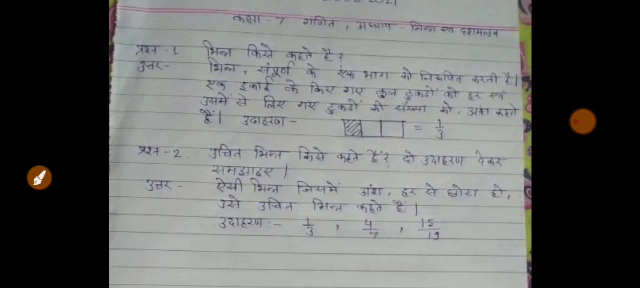 कक्षा - 7 गणित, अध्याय - भिन्न एवं दशमलव
प्रश्न-1 भिन्न किसे कहते है?
उत्तर- भिन्न, संपूर्ण के एक भाग को निरूपित करती है।
एक इकाई के किए गए कुल टुकड़ो को हर एवं
उसमें से लिए गए टुकड़ों की संख्या को, अंश कहते
हैं। उदाहरण- = 1/3
प्रश्न-2. उचित भिन्न किसे कहते हैं? दो उदाहरण देकर
समझाइए।
उत्तर- ऐसी भिन्न जिसमें अंश, हर से छोटा हो,
उसे उचित भिन्न कहते हैं।
उदाहरण:- 1/3 , 4/7 , 15/19